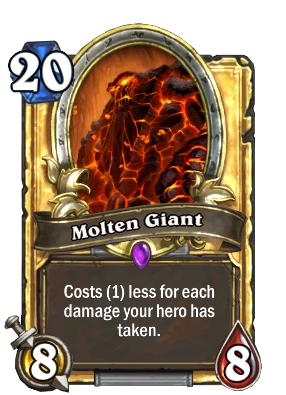 20
Molten Giant
Costs (1) less for each
damage your hero has
taken.
8
8